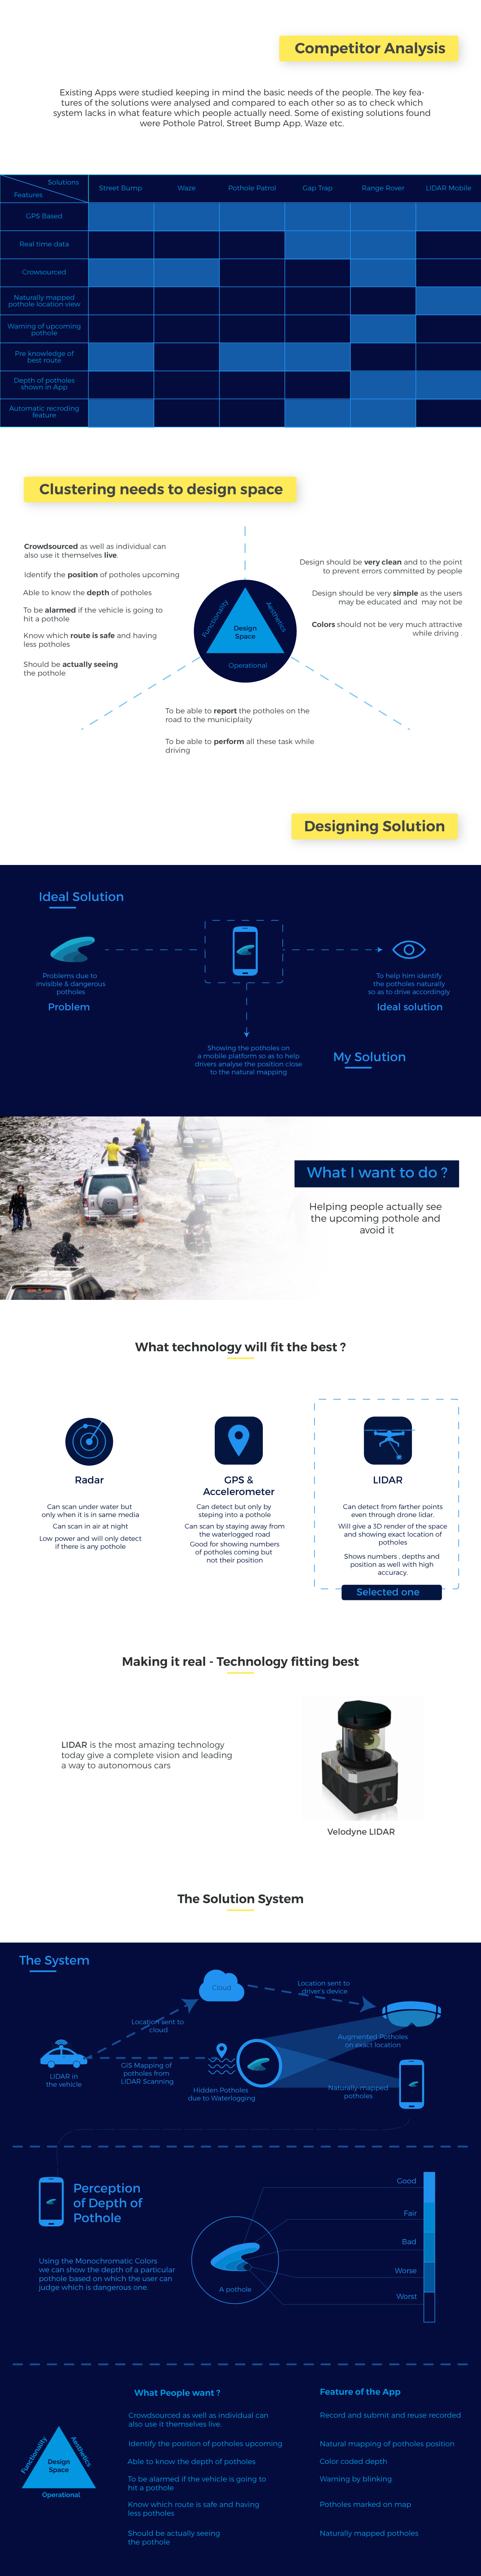 Competitor Analysis
Existing Apps were studied keeping in mind the basic needs of the people. The key fea-
tures of the solutions were analysed and compared to each other so as to check which
system lacks in what feature which people actually need. Some of existing solutions found
were Pothole Patrol, Street Bump App, Waze etc.
Solutions
Features
Street Bump
Waze
Pothole Patrol
Gap Trap
Range Rover
LIDAR Mobile
GPS Based
Real time data
Crowsourced
Naturally mapped
pothole location view
Warning of upcoming
pothole
Pre knowledge of
best route
Depth of potholes
shown in App
Automatic recroding
feature
Clustering needs to design space
Crowdsourced as well as individual can
also use it themselves live.
Identify the position of potholes upcoming
Able to know the depth of potholes
To be alarmed if the vehicle is going to
hit a pothole
Know which route is safe and having
less potholes
Should be actually seeing
the pothole
Functionality
Aesthetics
Design
Space
Operational
Design should be very clean and to the point
to prevent errors committed by people
Design should be very simple as the users
may be educated and may not be
Colors should not be very much attractive
while driving .
To be able to report the potholes on the
road to the municiplaity
To be able to perform all these task while
driving
Designing Solution
Ideal Solution
Problems due to
invisible & dangerous
potholes
Problem
To help him identify
the potholes naturally
so as to drive accordingly
Ideal solution
Showing the potholes on
a mobile platform so as to help
drivers analyse the position close
to the natural mapping
My Solution
What I want to do ?
Helping people actually see
the upcoming pothole and
avoid it
What technology will fit the best ?
Radar
Can scan under water but
only when it is in same media
Can scan in air at night
Low power and will only detect
if there is any pothole
GPS &
Accelerometer
Can detect but only by
steping into a pothole
Can scan by staying away from
the waterlogged road
Good for showing numbers
of potholes coming but
not their position
LIDAR
Can detect from farther points
even through drone lidar.
Will give a 3D render of the space
and showing exact location of
potholes
Shows numbers , depths and
position as well with high
accuracy.
Selected one
Making it real - Technology fitting best
LIDAR is the most amazing technology
today give a complete vision and leading
a way to autonomous cars
XT
Velodyne LIDAR
The Solution System
The System
Cloud
Location sent to
driver's device
Location sent to
cloud
Augmented Potholes
on exact location
LIDAR in
the vehicle
GIS Mapping of
potholes from
LIDAR Scanning
Hidden Potholes
due to Waterlogging
Naturally mapped
potholes
Perception
of Depth of
Pothole
Using the Monochromatic Colors
we can show the depth of a particular
pothole based on which the user can
judge which is dangerous one.
A pothole
Good
Fair
Bad
Worse
Worst
What People want ?
Feature of the App
Crowdsourced as well as individual can
also use it themselves live.
Record and submit and reuse recorded
Identify the position of potholes upcoming
Natural mapping of potholes position
Able to know the depth of potholes
Color coded depth
To be alarmed if the vehicle is going to
hit a pothole
Warning by blinking
Know which route is safe and having
less potholes
Potholes marked on map
Should be actually seeing
the pothole
Naturally mapped potholes
Functionality
Aesthetics
Design
Space
Operational